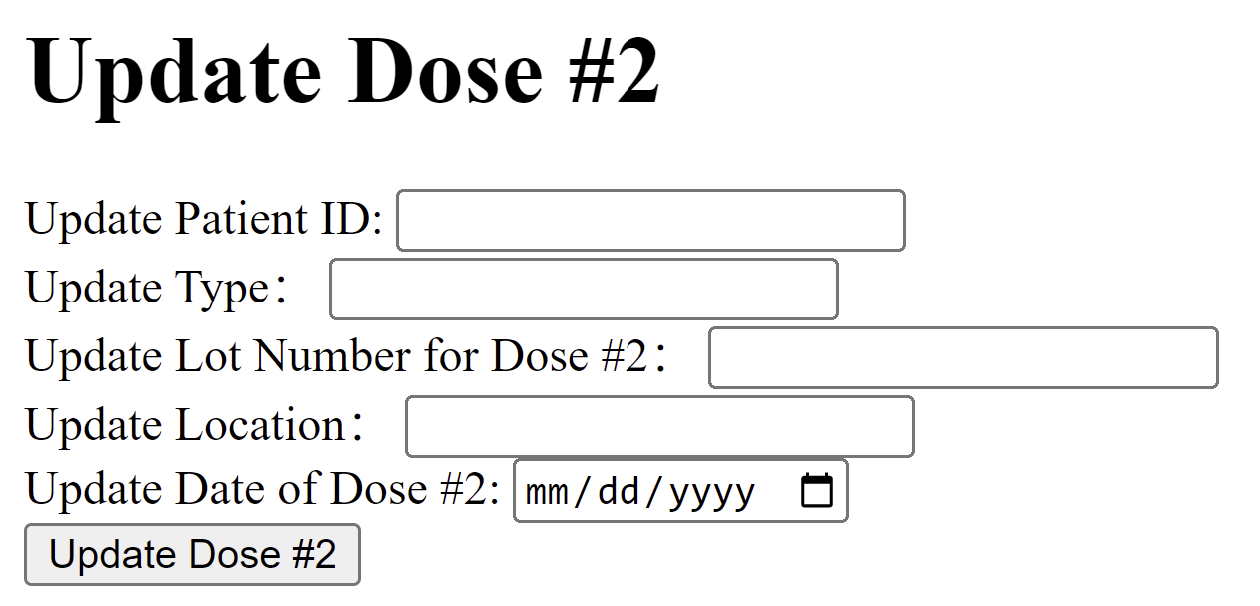 Update Dose #2
Update Patient ID:
Update Type：
Update Lot Number for Dose #2：
Update Location：
Update Date of Dose #2: mm/dd/yyyy
Update Dose #2